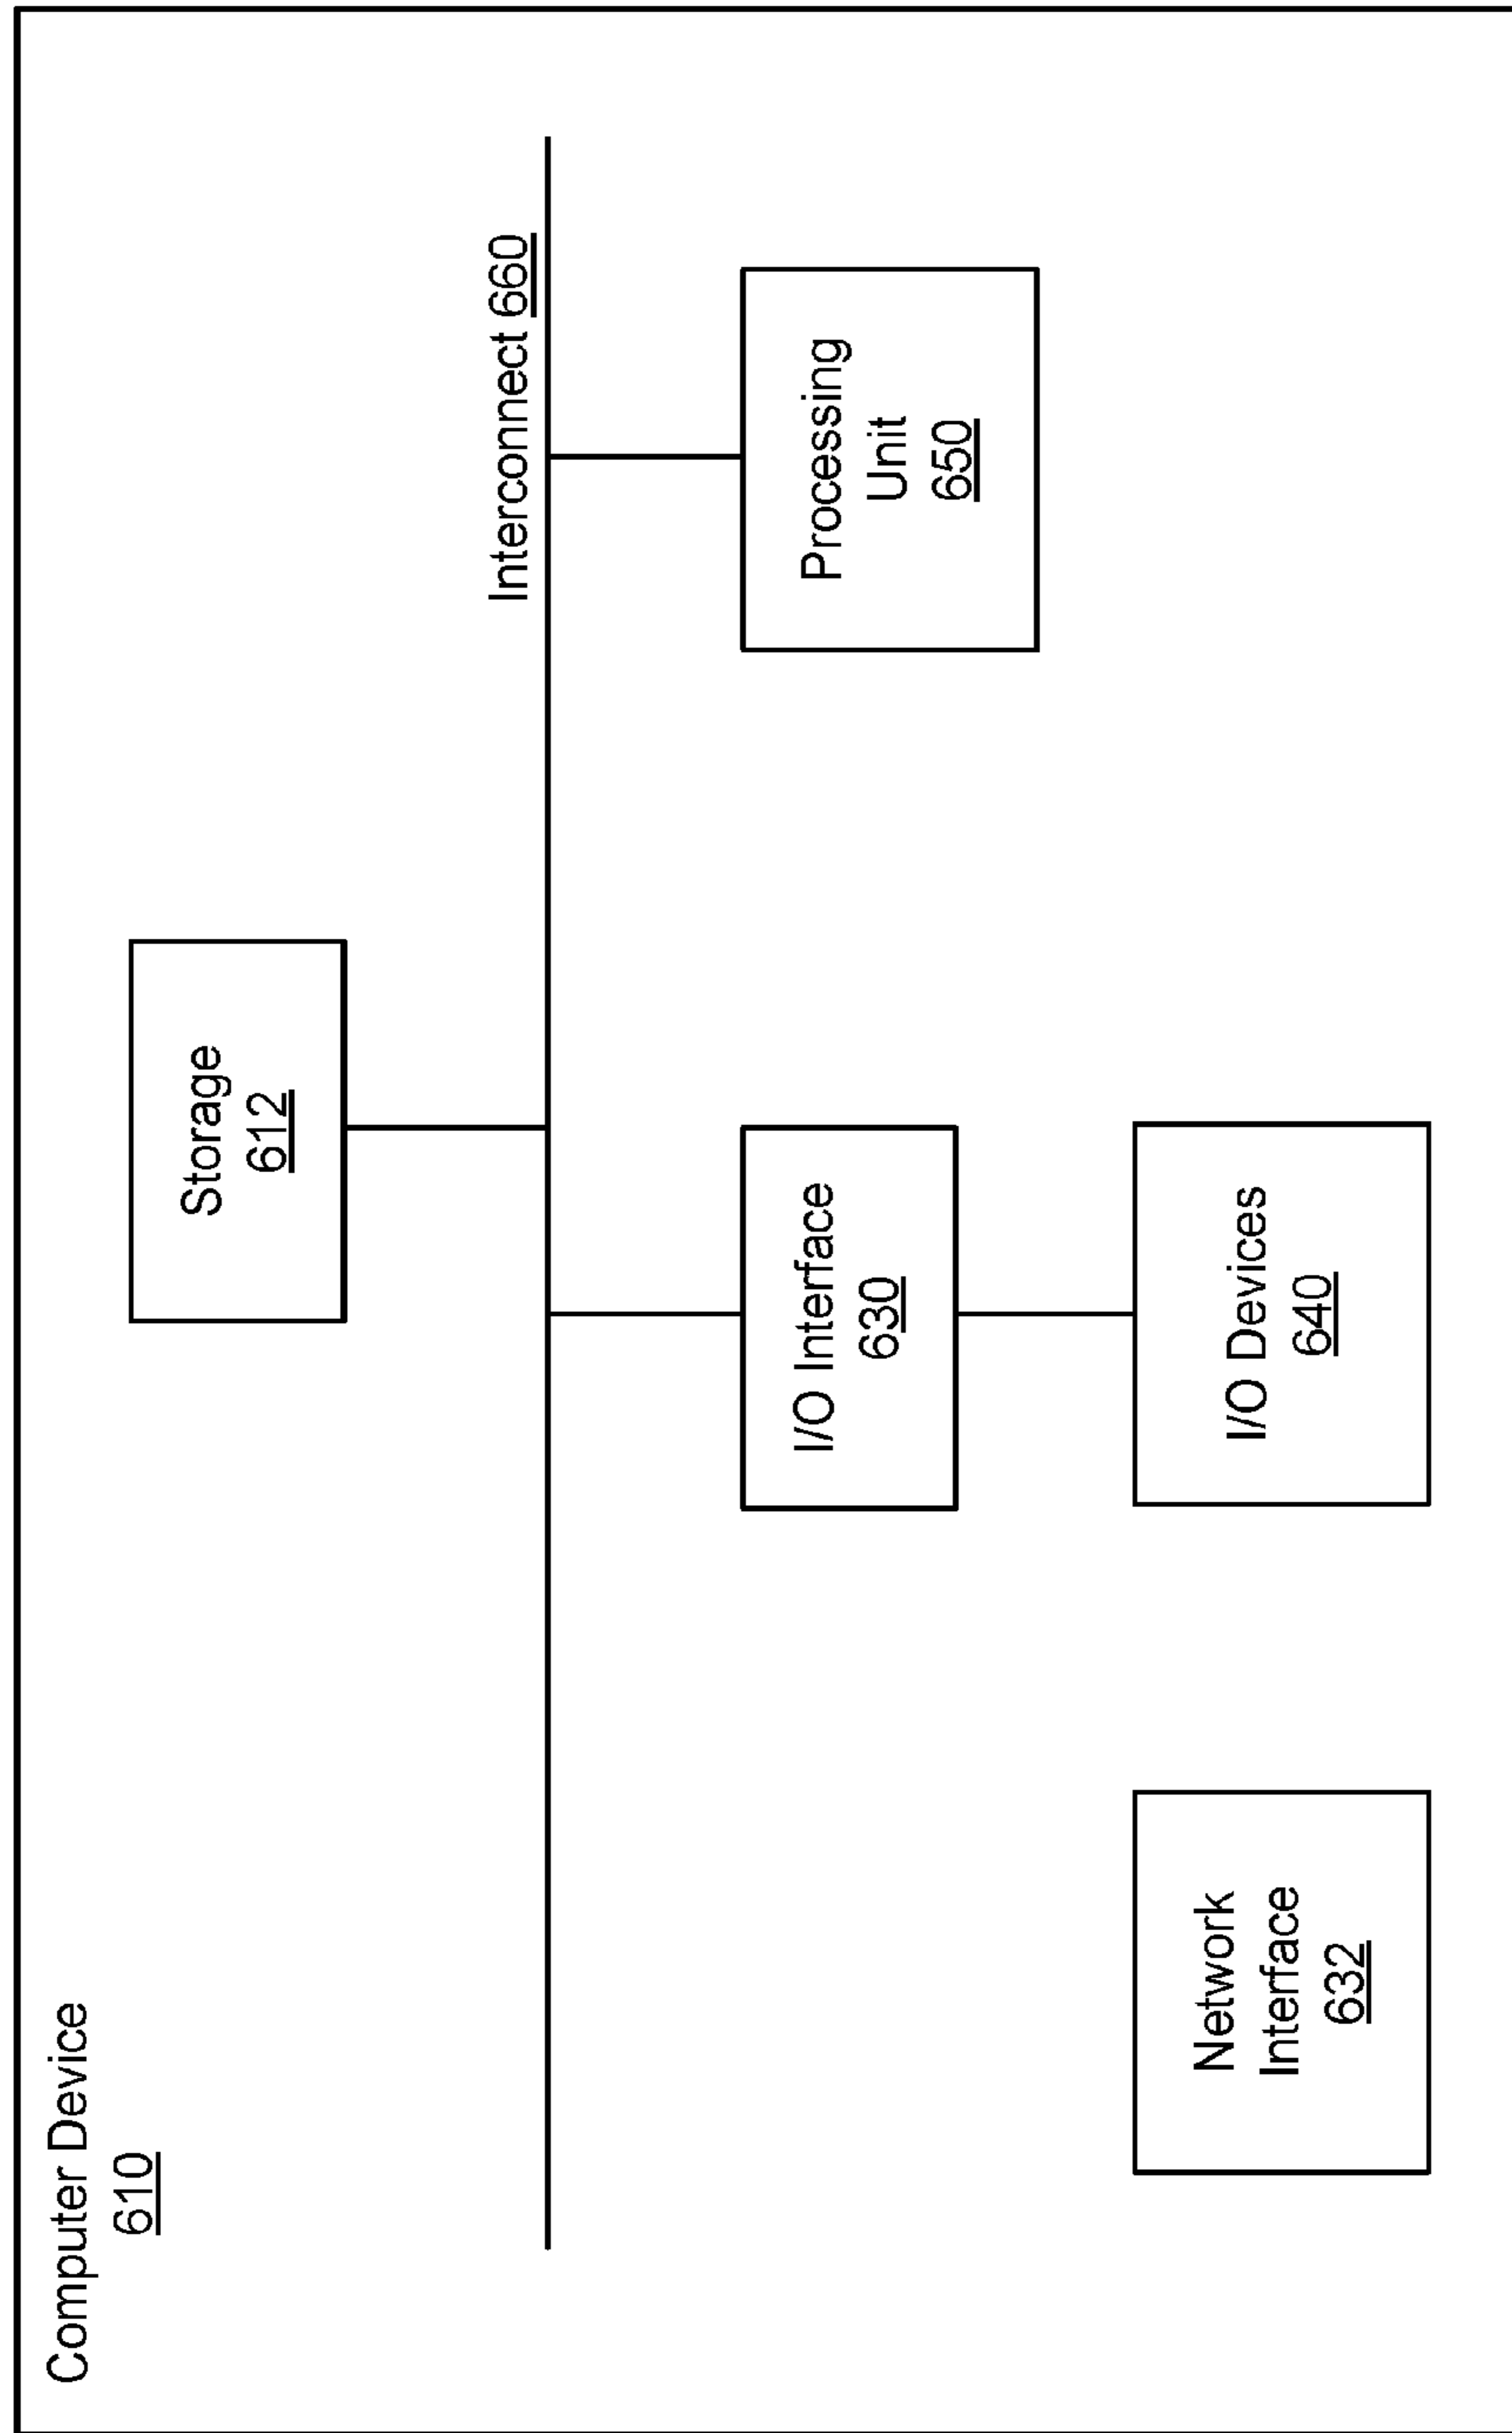 Computer Device
610
Storage
612
Interconnect 660
Network
Interface
632
I/O Interface
630
I/O Devices
640
Processing
Unit
650